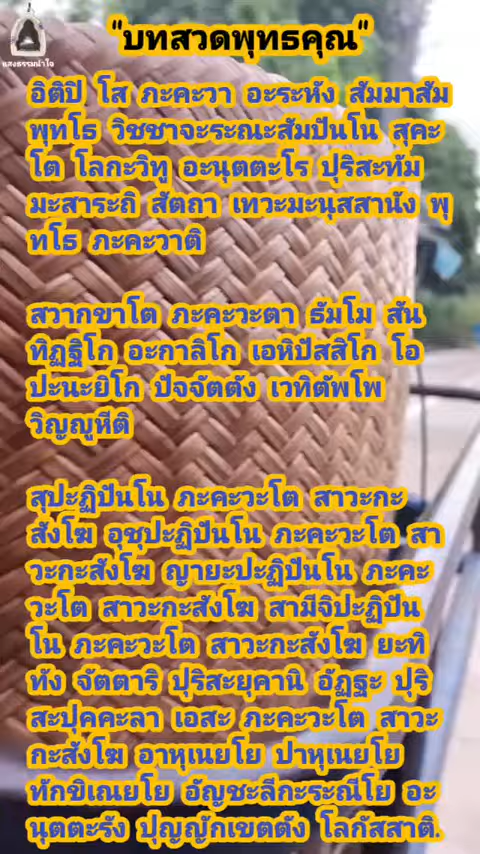 แสงธรรมนำใจ
"บทสวดพุทธคุณ"
อิติปิ โส ภะคะวา อะระหัง สัมมาสัม
พุทโธ วิชชาจะระณะสัมปันโน สุคะ
โต โลกะวิทู อะนุตตะโร ปุริสะทัม
มะสาระถิ สัตถา เทวะมะนุสสานัง พุ
ทโธ ภะคะวาติ
สวากขาโต ภะคะวะตา ธัมโม สัน
ทิฏฐิโก อะกาลิโก เอหิปัสสิโก โอ
ปะนะยิโก ปัจจัตตัง เวทิตัพโพ
วิญญูหีติ
สุปะฏิปันโน ภะคะวะโต สาวะกะ
สังโฆ อุชุปะฏิปันโน ภะคะวะโต สา
วะกะสังโฆ ญายะปะฏิปันโน ภะคะ
วะโต สาวะกะสังโฆ สามีจิปะฏิปัน
โน ภะคะวะโต สาวะกะสังโฆ ยะทิ
ทัง จัตตาริ ปุริสะยุคานิ อัฏฐะ ปุริ
สะปุคคะลา เอสะ ภะคะวะโต สาวะ
กะสังโฆ อาหุเนยโย ปาหุเนยโย
ทักขิเณยโย อัญชะลีกะระณีโย อะ
นุตตะรัง ปุญญักเขตตัง โลกัสสาติ.